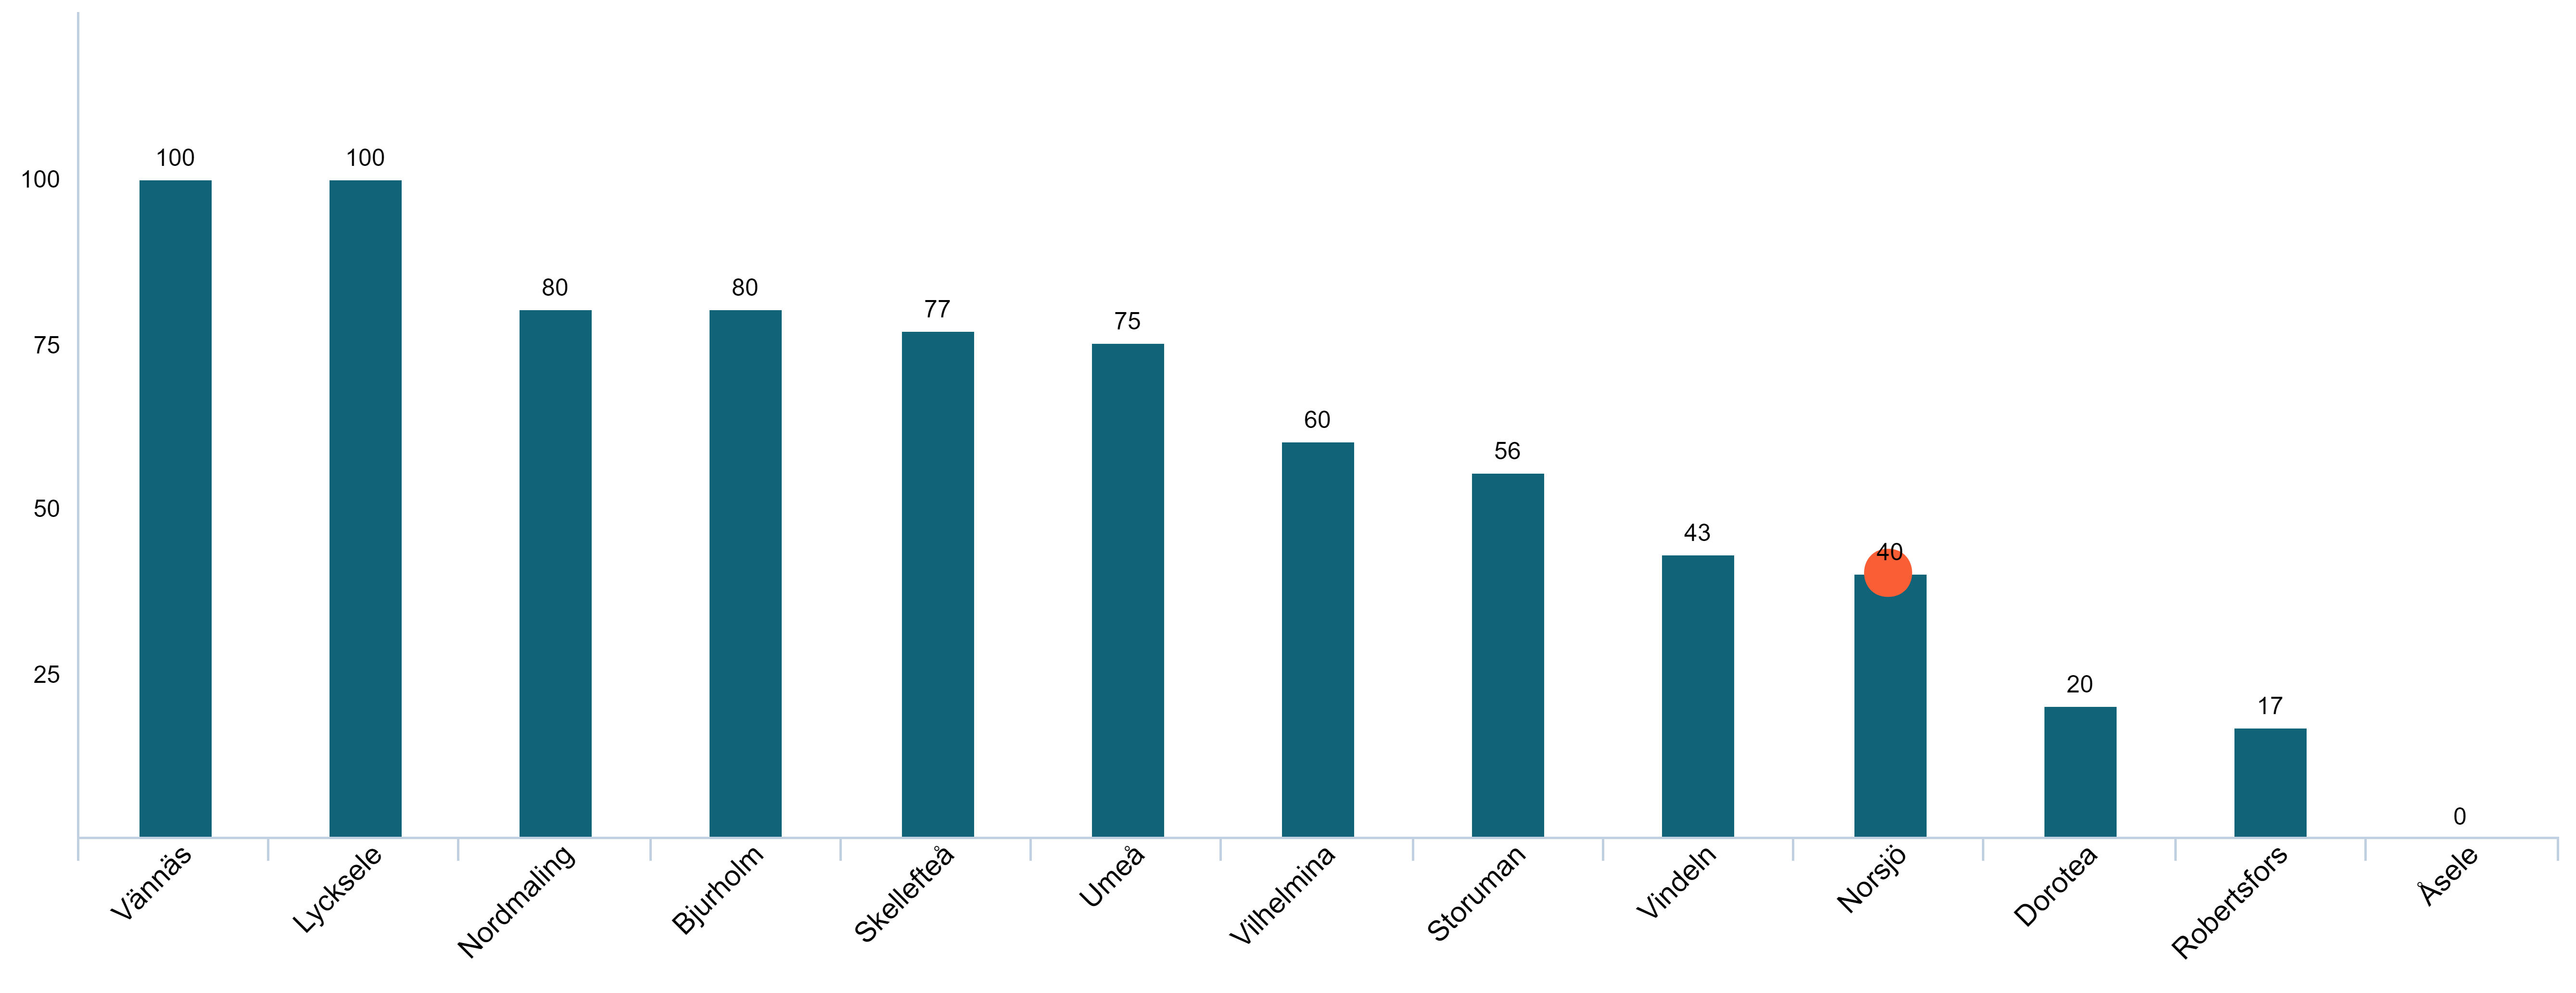 100
100
100
80
80
77
75
75
60
56
50
43
40
25
20
17
0
Vännäs
Lycksele
Nordmaling
Bjurholm
Skellefteå
Umeå
Vilhelmina
Storuman
Vindeln
Norsjö
Dorotea
Robertsfors
Åsele